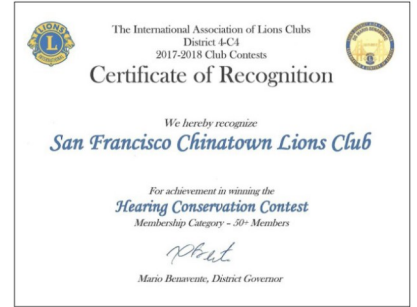 The International Association of Lions Clubs
District 4-C4
2017-2018 Club Contests
Certificate of Recognition
We hereby recognize
San Francisco Chinatown Lions Club
For achievement in winning the
Hearing Conservation Contest
Membership Category – 50+ Members
Mario Benavente, District Governor